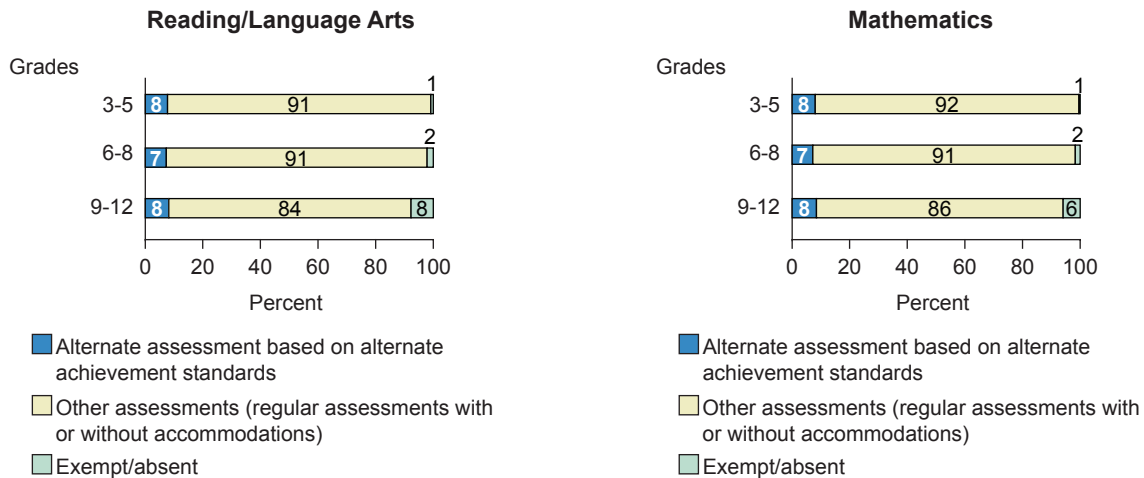 Reading/Language Arts
Grades
1
3-5 8 91
2
6-8 7 91
9-12 8 84 8
0 20 40 60 80 100
Percent
Alternate assessment based on alternate
achievement standards
Other assessments (regular assessments with
or without accommodations)
Exempt/absent
Mathematics
Grades
1
3-5 8 92
2
6-8 7 91
9-12 8 86 6
0 20 40 60 80 100
Percent
Alternate assessment based on alternate
achievement standards
Other assessments (regular assessments with
or without accommodations)
Exempt/absent